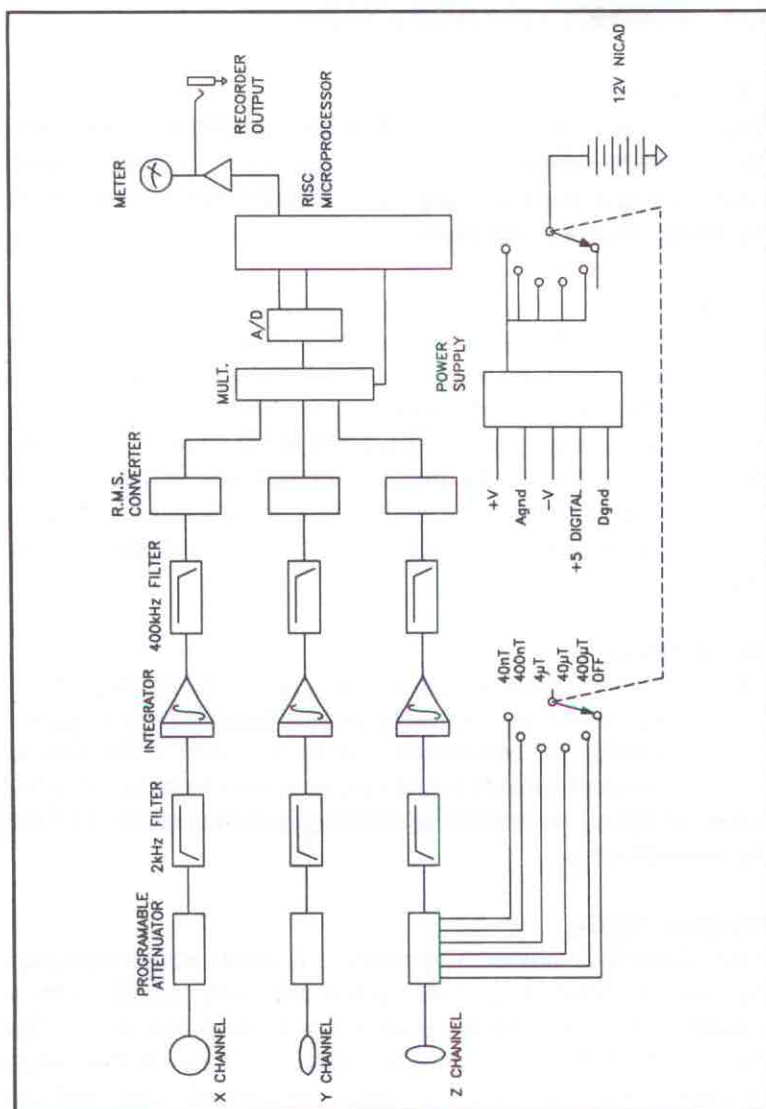 X CHANNEL
Y CHANNEL
Z CHANNEL
PROGRAMABLE
ATTENUATOR
2kHz FILTER
INTEGRATOR
400kHz FILTER
R.M.S.
CONVERTER
MULT.
A/D
RISC
MICROPROCESSOR
METER
RECORDER
OUTPUT
40nT
400nT
4µT
40µT
400µT
OFF
+V
Agnd
−V
+5 DIGITAL
Dgnd
POWER
SUPPLY
12V NICAD